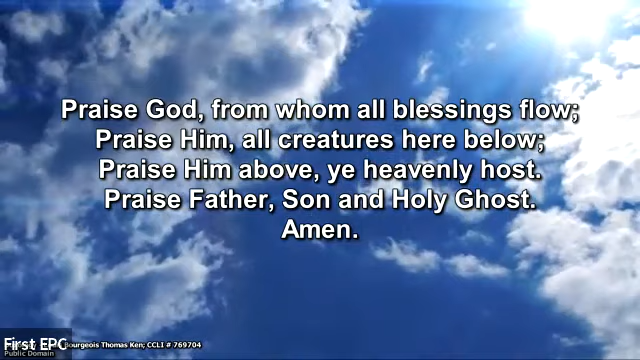 Praise God, from whom all blessings flow;
Praise Him, all creatures here below;
Praise Him above, ye heavenly host.
Praise Father, Son and Holy Ghost.
Amen.
First EPC
Bourgeois Thomas Ken; CCLI # 769704
Public Domain